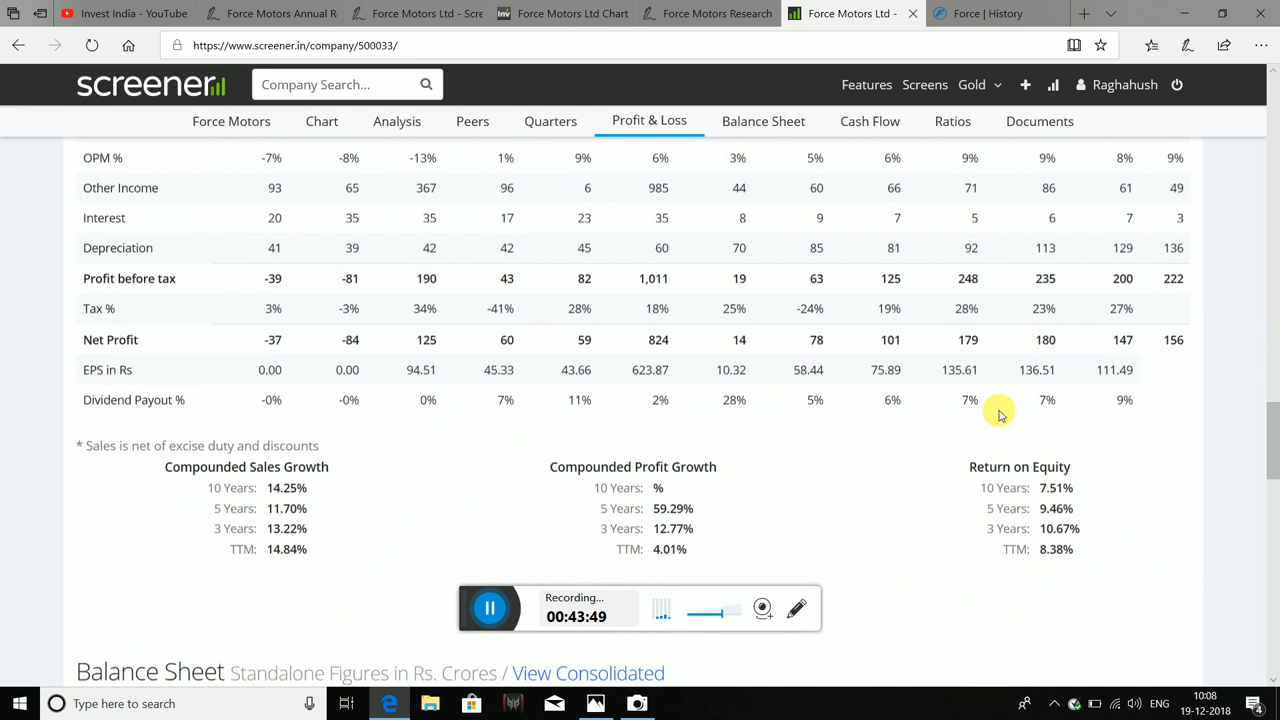 Invest India - YouTube
Force Motors Annual R
Force Motors Ltd - Scre
Force Motors Ltd Chart
Force Motors Research
Force Motors Ltd -
Force | History
https://www.screener.in/company/500033/
screener
Company Search...
Features Screens Gold Raghahush
Force Motors Chart Analysis Peers Quarters Profit & Loss Balance Sheet Cash Flow Ratios Documents
OPM % -7% -8% -13% 1% 9% 6% 3% 5% 6% 9% 9% 8% 9%
Other Income 93 65 367 96 6 985 44 60 66 71 86 61 49
Interest 20 35 35 17 23 35 8 9 7 5 6 7 3
Depreciation 41 39 42 42 45 60 70 85 81 92 113 129 136
Profit before tax -39 -81 190 43 82 1,011 19 63 125 248 235 200 222
Tax % 3% -3% 34% -41% 28% 18% 25% -24% 19% 28% 23% 27%
Net Profit -37 -84 125 60 59 824 14 78 101 179 180 147 156
EPS in Rs 0.00 0.00 94.51 45.33 43.66 623.87 10.32 58.44 75.89 135.61 136.51 111.49
Dividend Payout % -0% -0% 0% 7% 11% 2% 28% 5% 6% 7% 7% 9%
* Sales is net of excise duty and discounts
Compounded Sales Growth
10 Years: 14.25%
5 Years: 11.70%
3 Years: 13.22%
TTM: 14.84%
Compounded Profit Growth
10 Years: %
5 Years: 59.29%
3 Years: 12.77%
TTM: 4.01%
Return on Equity
10 Years: 7.51%
5 Years: 9.46%
3 Years: 10.67%
TTM: 8.38%
Recording...
00:43:49
Balance Sheet Standalone Figures in Rs. Crores / View Consolidated
Type here to search
ENG
10:08
19-12-2018
4